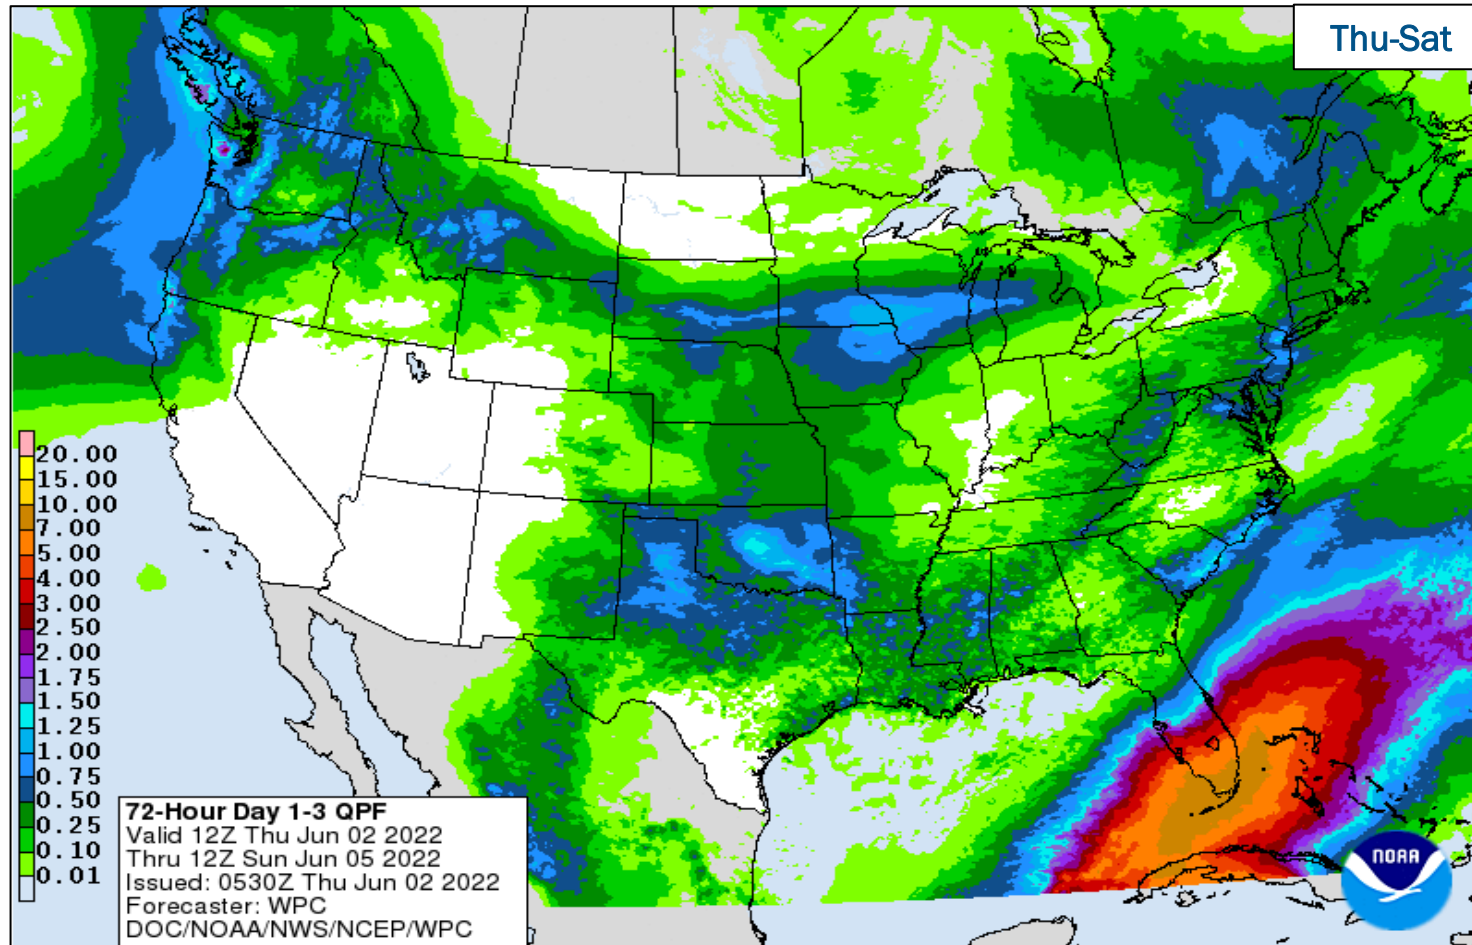 Thu-Sat
20.00
15.00
10.00
7.00
5.00
4.00
3.00
2.50
2.00
1.75
1.50
1.25
1.00
0.75
0.50
0.25
0.10
0.01
72-Hour Day 1-3 QPF
Valid 12Z Thu Jun 02 2022
Thru 12Z Sun Jun 05 2022
Issued: 0530Z Thu Jun 02 2022
Forecaster: WPC
DOC/NOAA/NWS/NCEP/WPC
NOAA